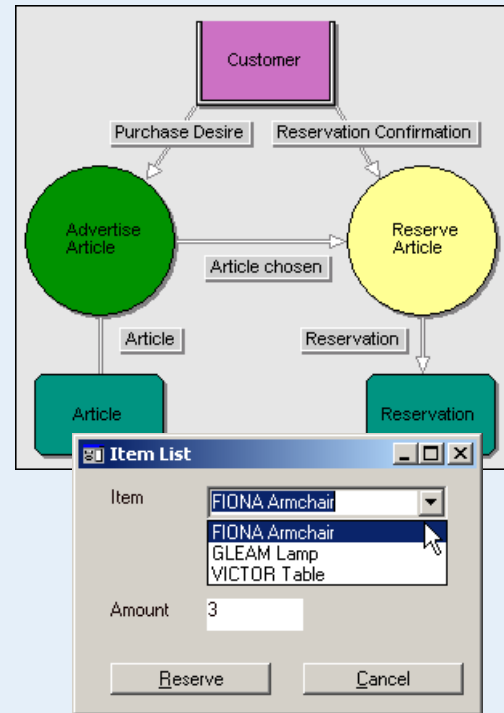 Customer
Purchase Desire
Reservation Confirmation
Advertise
Article
Reserve
Article
Article chosen
Article
Reservation
Article
Reservation
Item List
Item
FIONA Armchair
FIONA Armchair
GLEAM Lamp
VICTOR Table
Amount
3
Reserve
Cancel